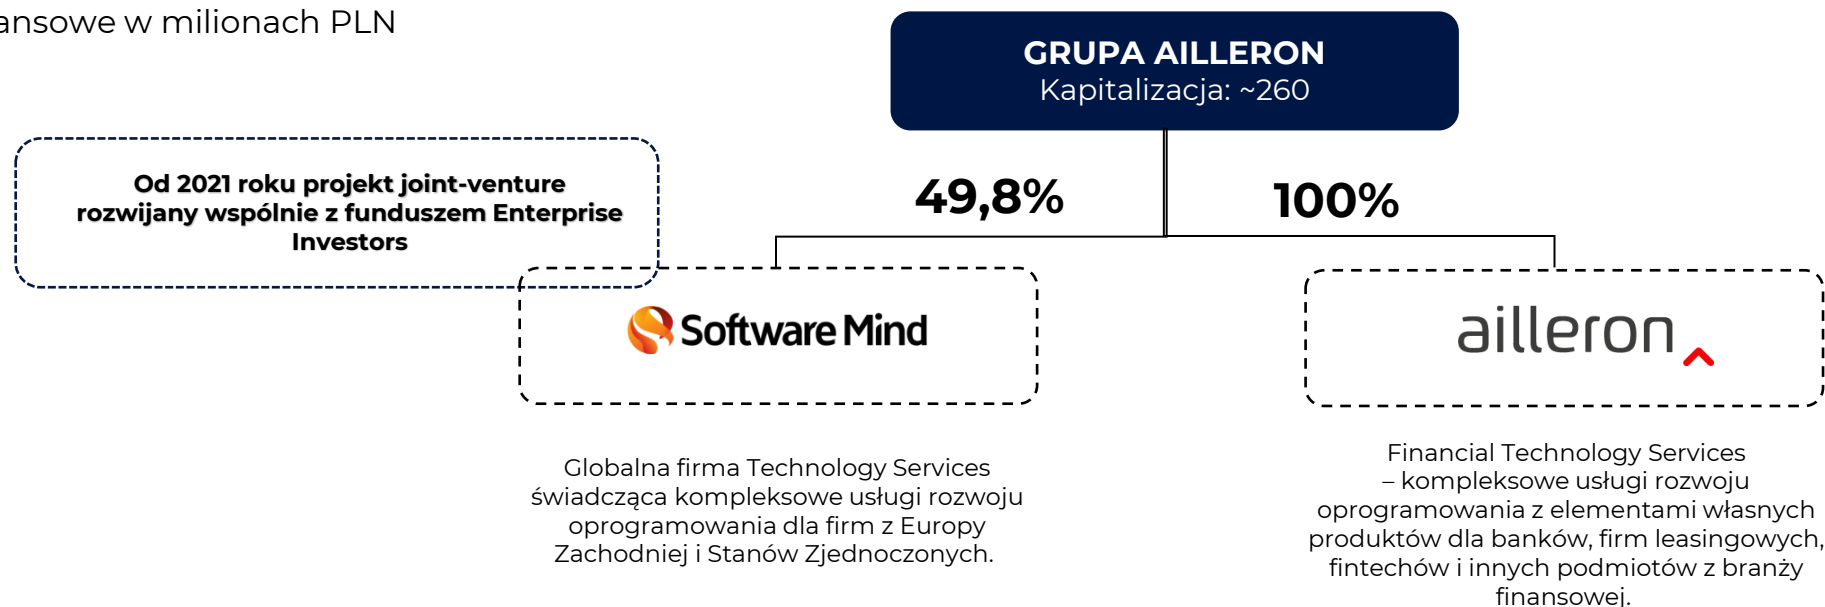 w milionach PLN
GRUPA AILLERON
Kapitalizacja: ~260
Od 2021 roku projekt joint-venture
rozwijany wspólnie z funduszem Enterprise
Investors
49,8%
100%
Software Mind
ailleron
Globalna firma Technology Services
świadcząca kompleksowe usługi rozwoju
oprogramowania dla firm z Europy
Zachodniej i Stanów Zjednoczonych.
Financial Technology Services
– kompleksowe usługi rozwoju
oprogramowania z elementami własnych
produktów dla banków, firm leasingowych,
fintechów i innych podmiotów z branży
finansowej.